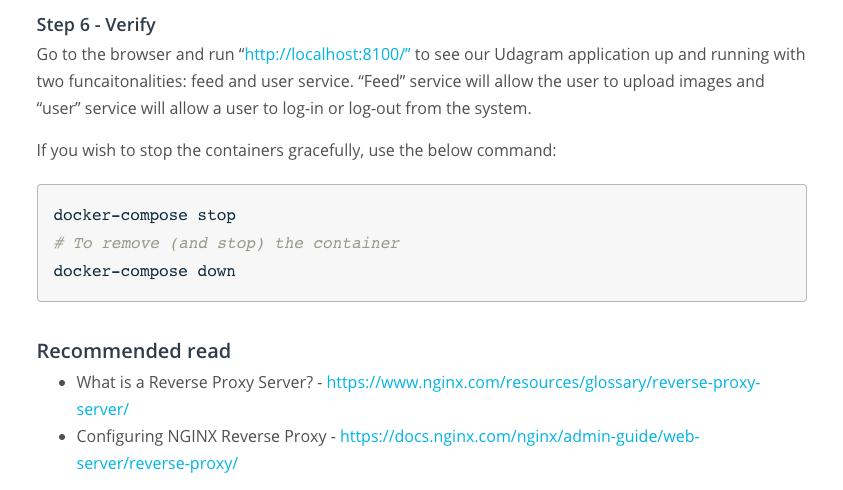 Step 6 - Verify
Go to the browser and run “http://localhost:8100/” to see our Udagram application up and running with
two funcaitonalities: feed and user service. “Feed” service will allow the user to upload images and
“user” service will allow a user to log-in or log-out from the system.
If you wish to stop the containers gracefully, use the below command:
docker-compose stop
# To remove (and stop) the container
docker-compose down
Recommended read
• What is a Reverse Proxy Server? - https://www.nginx.com/resources/glossary/reverse-proxy-
server/
• Configuring NGINX Reverse Proxy - https://docs.nginx.com/nginx/admin-guide/web-
server/reverse-proxy/